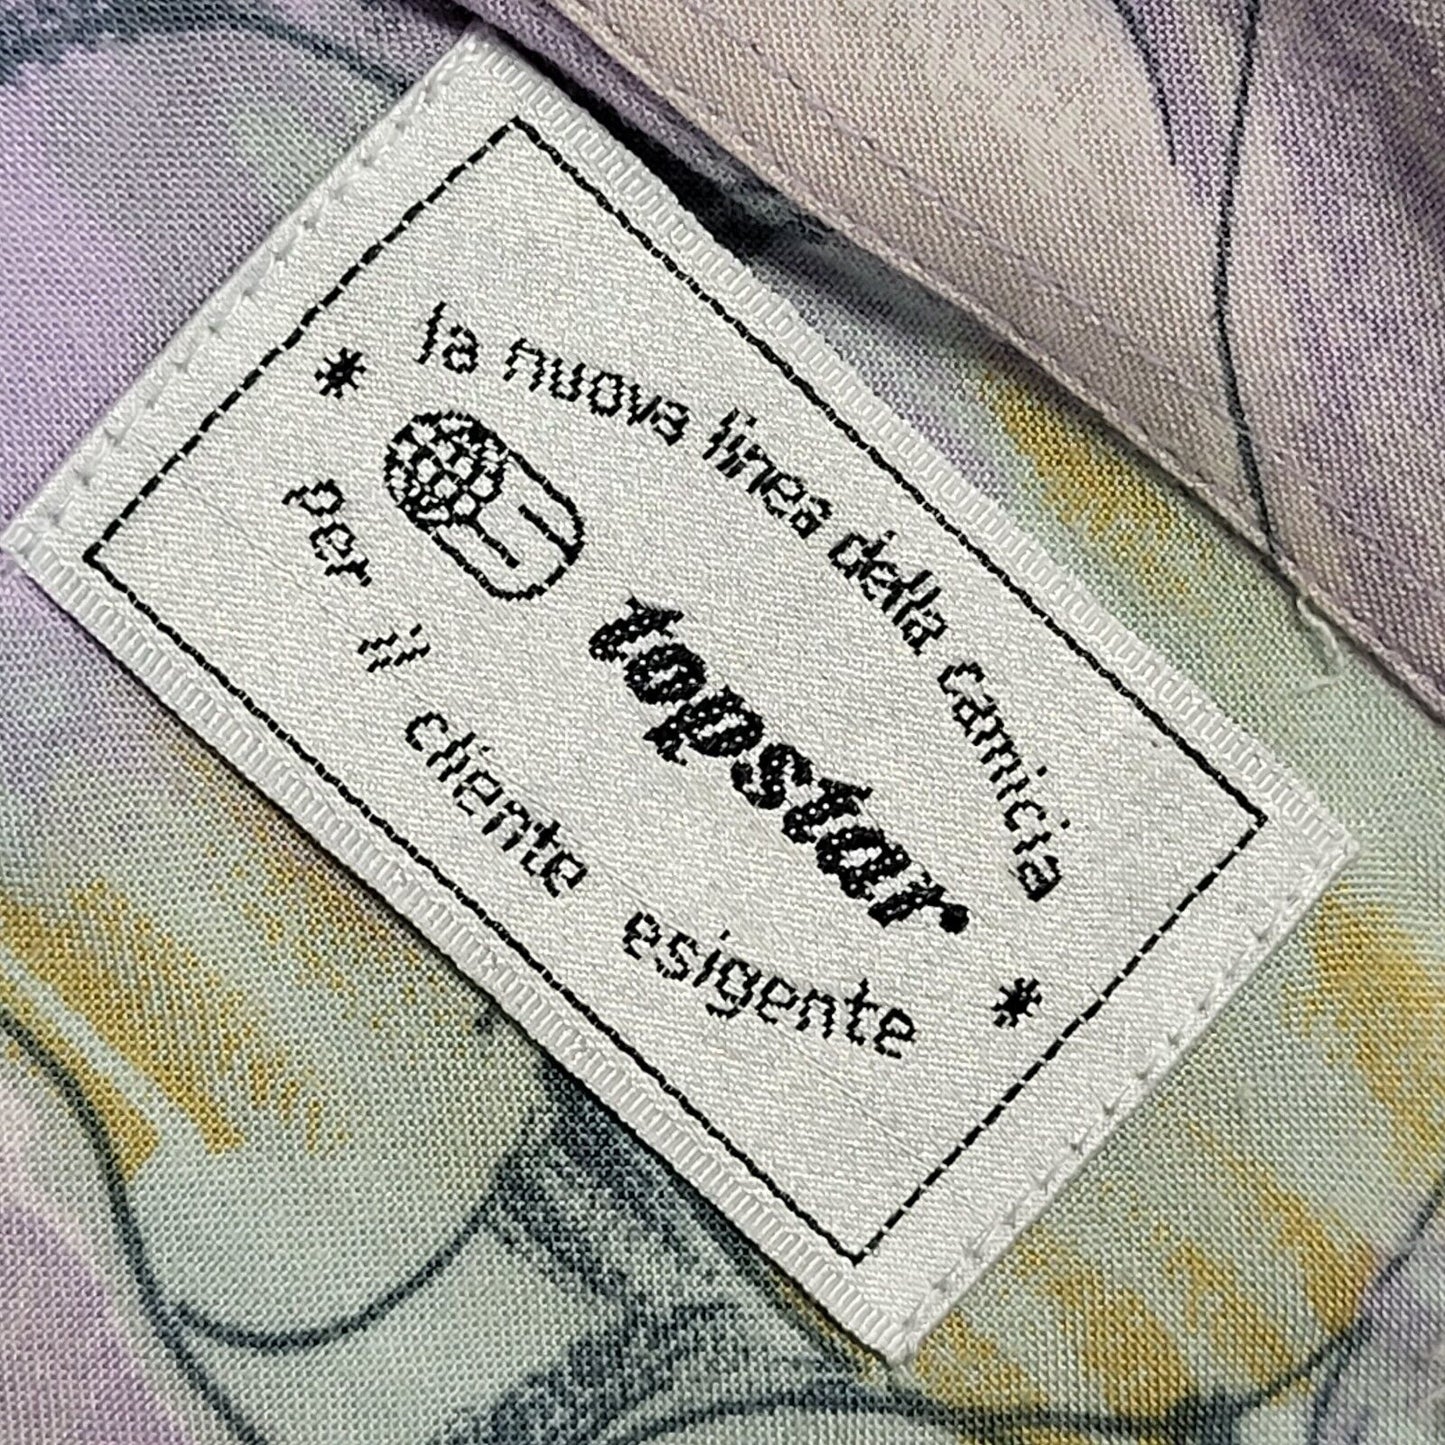 la nuova linea della camicia
topstar
per il cliente esigente